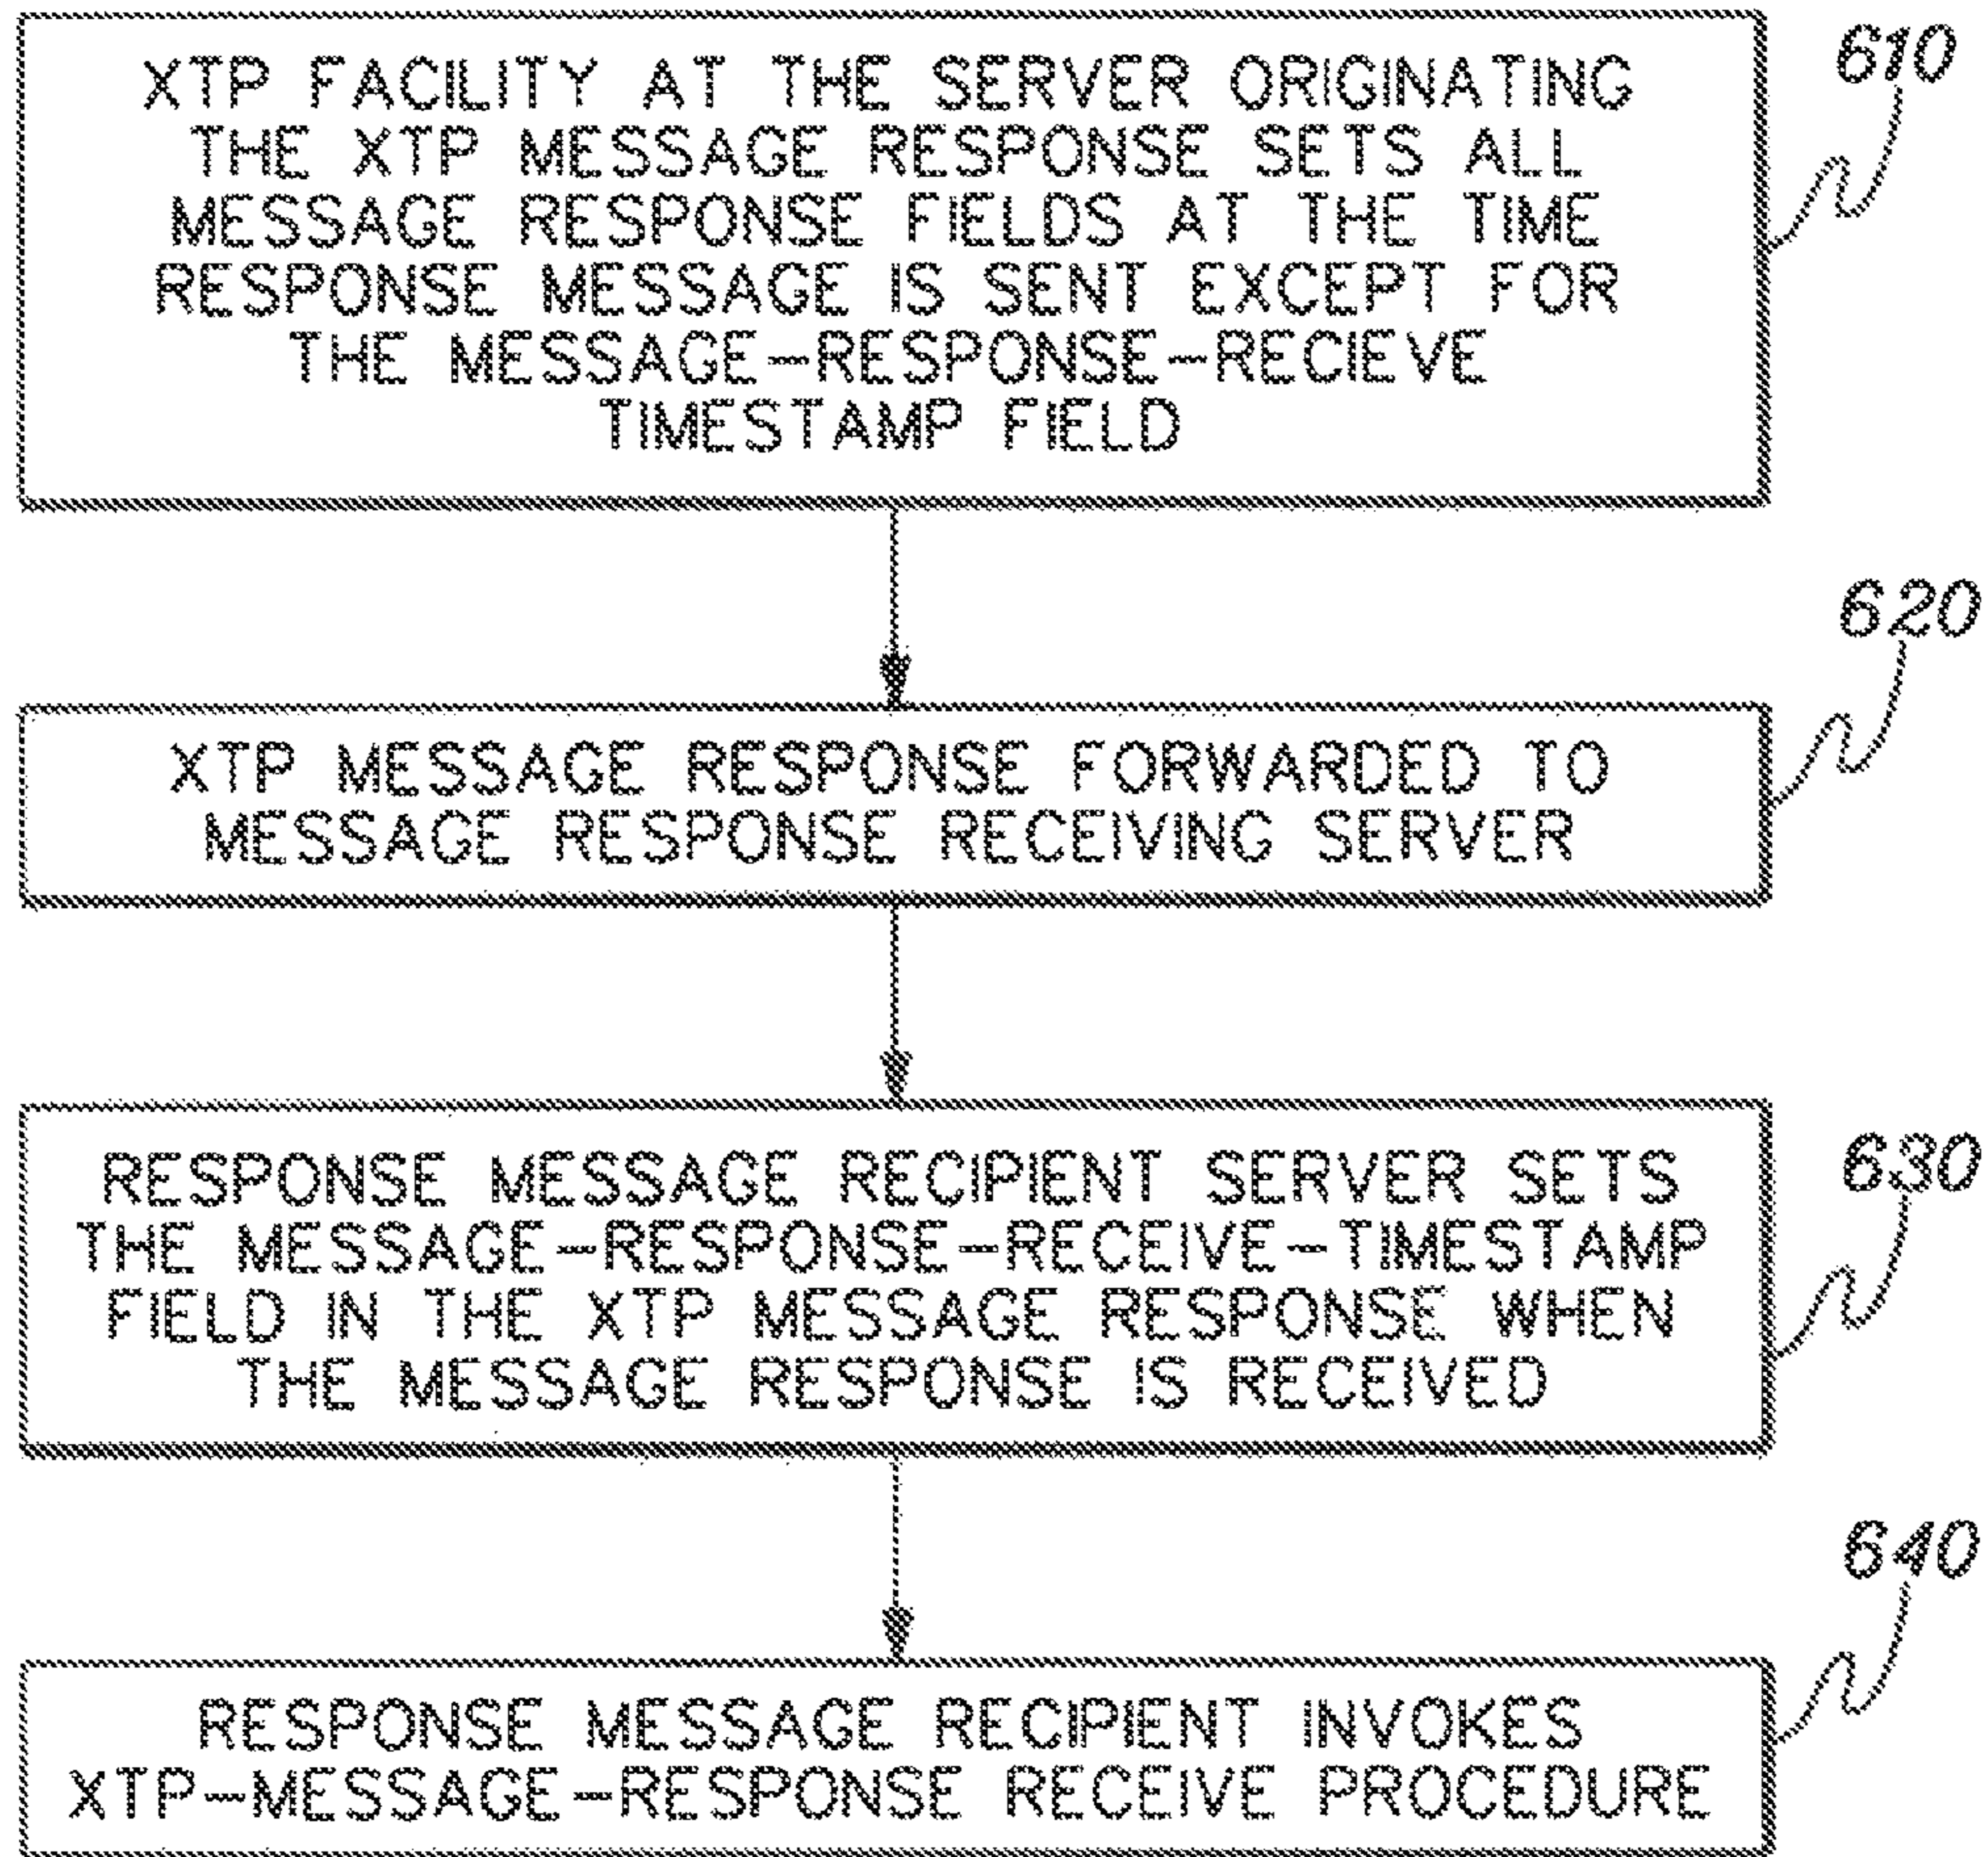 XTP FACILITY AT THE SERVER ORIGINATING
THE XTP MESSAGE RESPONSE SETS ALL
MESSAGE RESPONSE FIELDS AT THE TIME
RESPONSE MESSAGE IS SENT EXCEPT FOR
THE MESSAGE-RESPONSE-RECIEVE
TIMESTAMP FIELD
610
XTP MESSAGE RESPONSE FORWARDED TO
MESSAGE RESPONSE RECEIVING SERVER
620
RESPONSE MESSAGE RECIPIENT SERVER SETS
THE MESSAGE-RESPONSE-RECEIVE-TIMESTAMP
FIELD IN THE XTP MESSAGE RESPONSE WHEN
THE MESSAGE RESPONSE IS RECEIVED
630
RESPONSE MESSAGE RECIPIENT INVOKES
XTP-MESSAGE-RESPONSE RECEIVE PROCEDURE
640